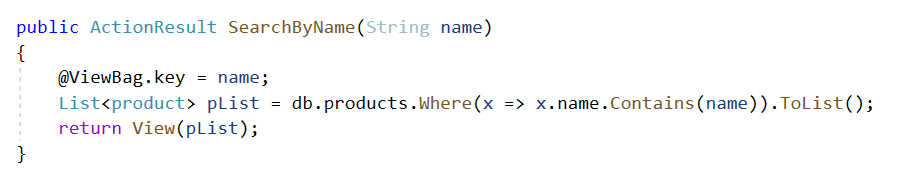 public ActionResult SearchByName(String name)
{
@ViewBag.key = name;
List<product> pList = db.products.Where(x => x.name.Contains(name)).ToList();
return View(pList);
}